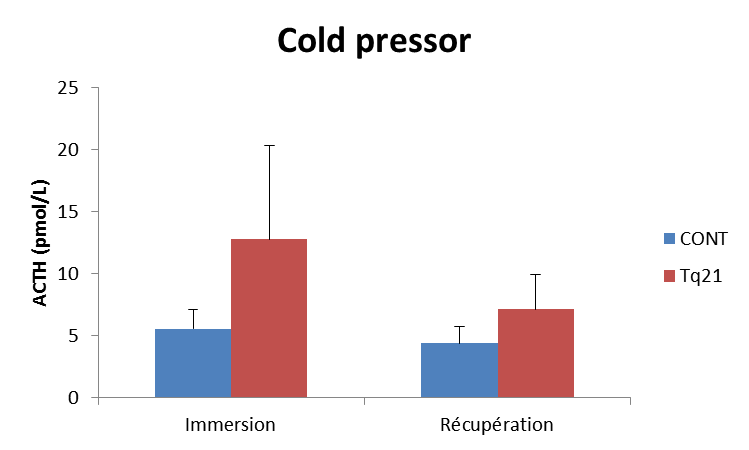 Cold pressor
25
20
15
10
5
0
ACTH (pmol/L)
Immersion
Récupération
CONT
Tq21